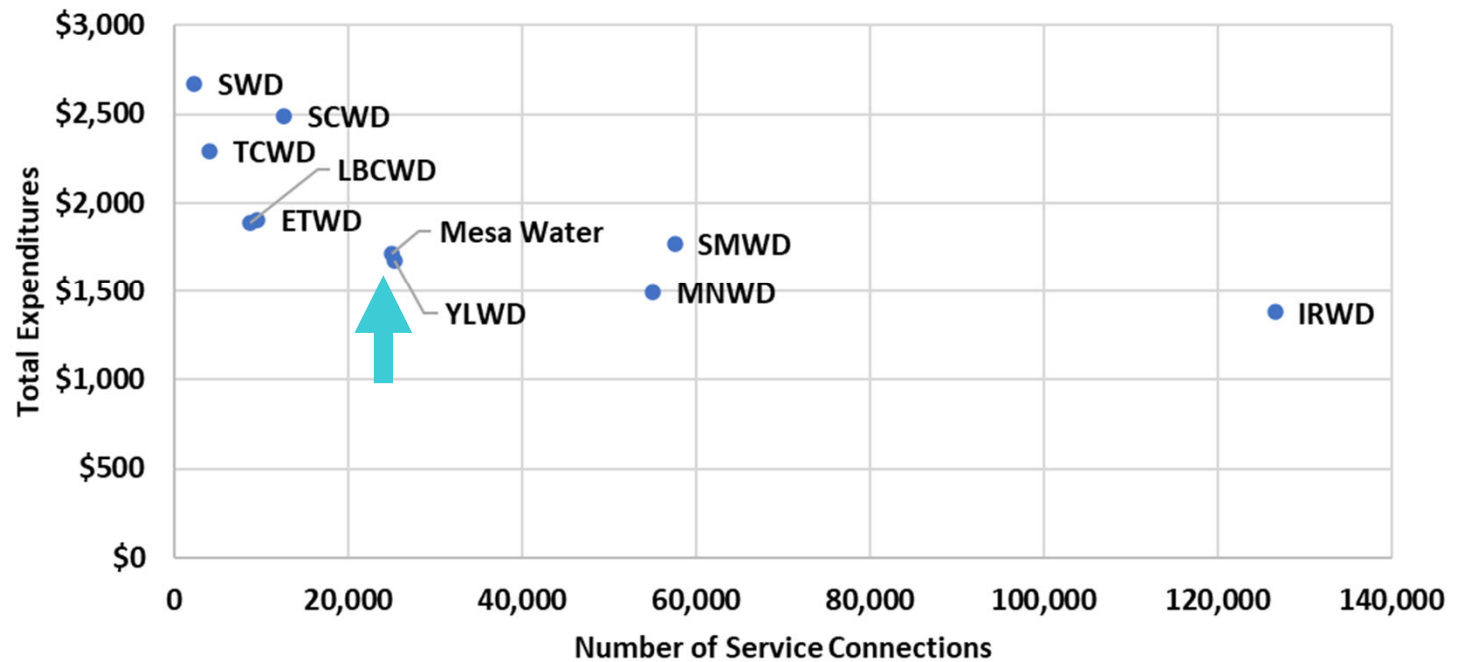 $3,000
$2,500
$2,000
$1,500
$1,000
$500
$0
Total Expenditures
SWD
SCWD
TCWD
LBCWD
ETWD
Mesa Water
SMWD
MNWD
YLWD
IRWD
0 20,000 40,000 60,000 80,000 100,000 120,000 140,000
Number of Service Connections